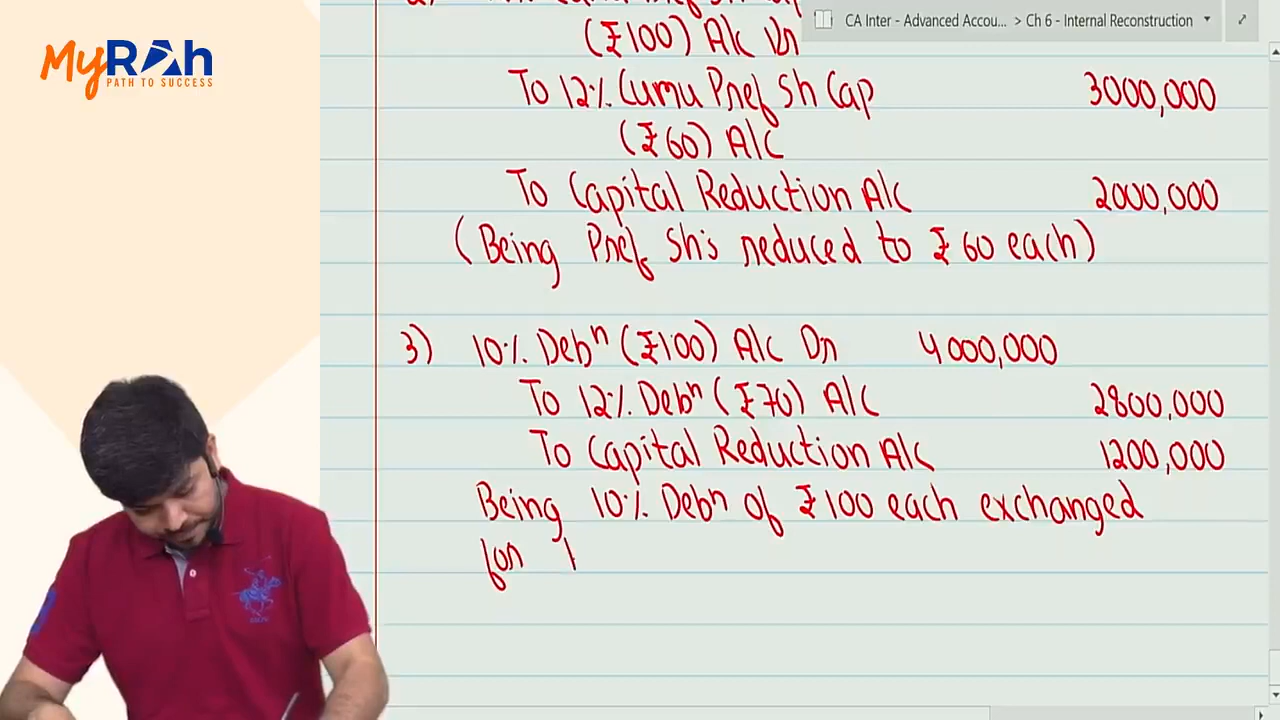 MyRAh
PATH TO SUCCESS
CA Inter - Advanced Accou... > Ch 6 - Internal Reconstruction
(₹100) A/c Dr
To 12% Cumu Pref Sh Cap 3000,000
(₹60) A/C
To Capital Reduction A/c 2000,000
(Being Pref Sh's reduced to ₹60 each)
3) 10% Debn (₹100) A/c Dr 4000,000
To 12% Debn (₹70) A/c 2800,000
To Capital Reduction A/c 1200,000
Being 10% Debn of ₹100 each exchanged
for 1